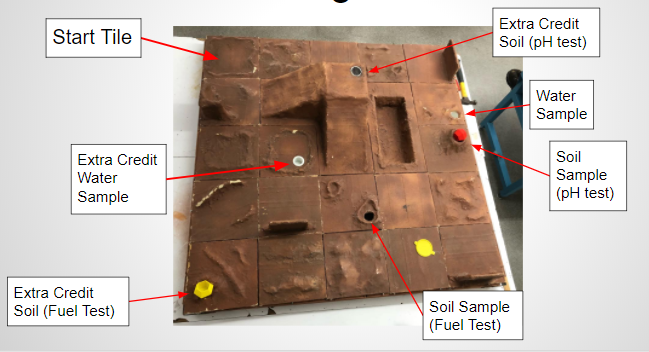 Start Tile
Extra Credit
Soil (pH test)
Water
Sample
Soil
Sample
(pH test)
Extra Credit
Water
Sample
Extra Credit
Soil (Fuel Test)
Soil Sample
(Fuel Test)